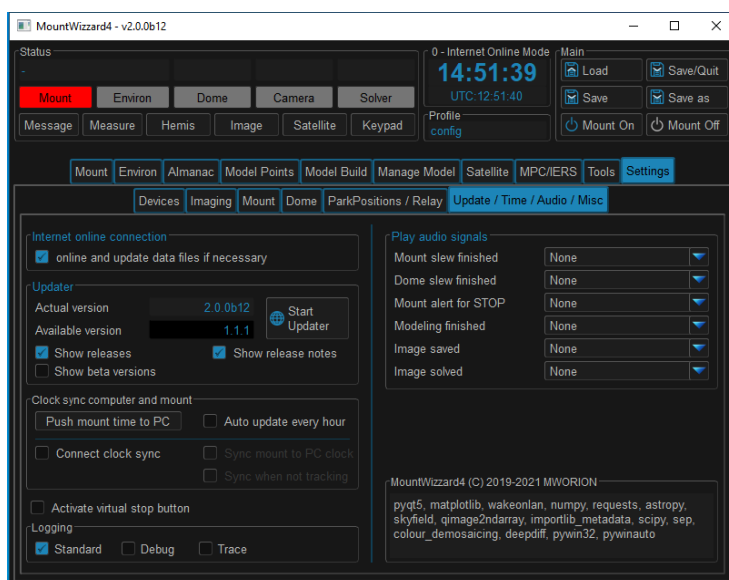 MountWizzard4 - v2.0.0b12
Status
-
Mount Environ Dome Camera Solver
Message Measure Hemis Image Satellite Keypad
0 - Internet Online Mode
14:51:39
UTC:12:51:40
Profile
config
Main
Load Save/Quit
Save Save as
Mount On Mount Off
Mount Environ Almanac Model Points Model Build Manage Model Satellite MPC/IERS Tools Settings
Devices Imaging Mount Dome ParkPositions / Relay Update / Time / Audio / Misc
Internet online connection
online and update data files if necessary
Updater
Actual version 2.0.0b12
Available version 1.1.1
Start
Updater
Show releases Show release notes
Show beta versions
Clock sync computer and mount
Push mount time to PC Auto update every hour
Connect clock sync Sync mount to PC clock
Sync when not tracking
Activate virtual stop button
Logging
Standard Debug Trace
Play audio signals
Mount slew finished None
Dome slew finished None
Mount alert for STOP None
Modeling finished None
Image saved None
Image solved None
MountWizzard4 (C) 2019-2021 MWORION
pyqt5, matplotlib, wakeonlan, numpy, requests, astropy,
skyfield, qimage2ndarray, importlib_metadata, scipy, sep,
colour_demosaicing, deepdiff, pywin32, pywinauto